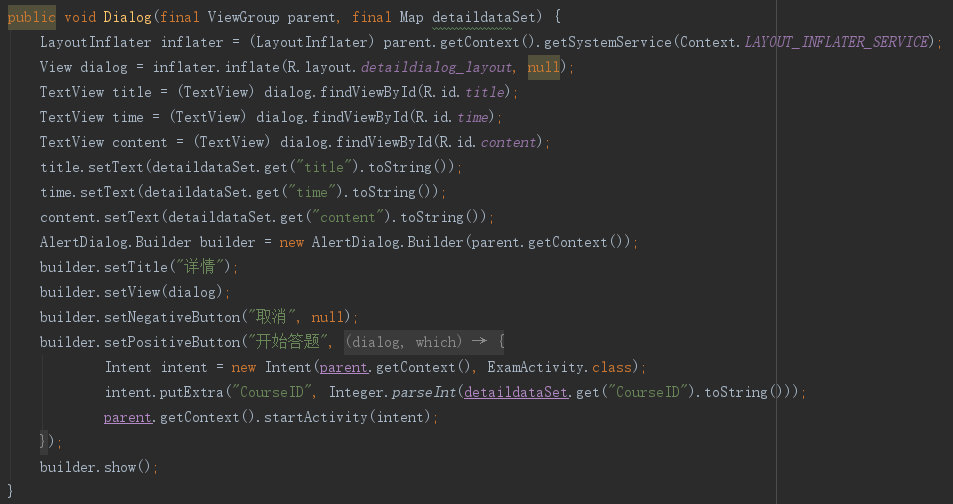 public void Dialog(final ViewGroup parent, final Map detaildataSet) {
LayoutInflater inflater = (LayoutInflater) parent.getContext().getSystemService(Context.LAYOUT_INFLATER_SERVICE);
View dialog = inflater.inflate(R.layout.detaildialog_layout, null);
TextView title = (TextView) dialog.findViewById(R.id.title);
TextView time = (TextView) dialog.findViewById(R.id.time);
TextView content = (TextView) dialog.findViewById(R.id.content);
title.setText(detaildataSet.get("title").toString());
time.setText(detaildataSet.get("time").toString());
content.setText(detaildataSet.get("content").toString());
AlertDialog.Builder builder = new AlertDialog.Builder(parent.getContext());
builder.setTitle("详情");
builder.setView(dialog);
builder.setNegativeButton("取消", null);
builder.setPositiveButton("开始答题", (dialog, which) → {
Intent intent = new Intent(parent.getContext(), ExamActivity.class);
intent.putExtra("CourseID", Integer.parseInt(detaildataSet.get("CourseID").toString()));
parent.getContext().startActivity(intent);
});
builder.show();
}